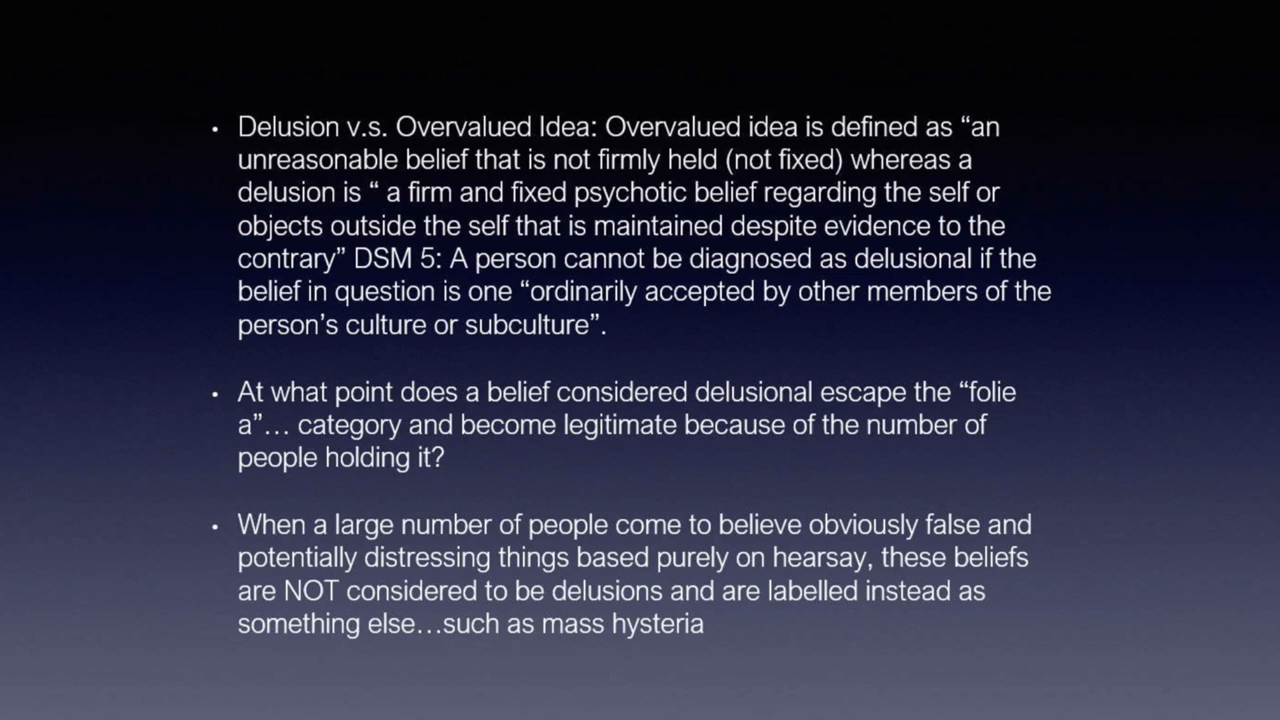 • Delusion v.s. Overvalued Idea: Overvalued idea is defined as “an
unreasonable belief that is not firmly held (not fixed) whereas a
delusion is “ a firm and fixed psychotic belief regarding the self or
objects outside the self that is maintained despite evidence to the
contrary” DSM 5: A person cannot be diagnosed as delusional if the
belief in question is one “ordinarily accepted by other members of the
person’s culture or subculture”.
• At what point does a belief considered delusional escape the “folie
a”… category and become legitimate because of the number of
people holding it?
• When a large number of people come to believe obviously false and
potentially distressing things based purely on hearsay, these beliefs
are NOT considered to be delusions and are labelled instead as
something else…such as mass hysteria